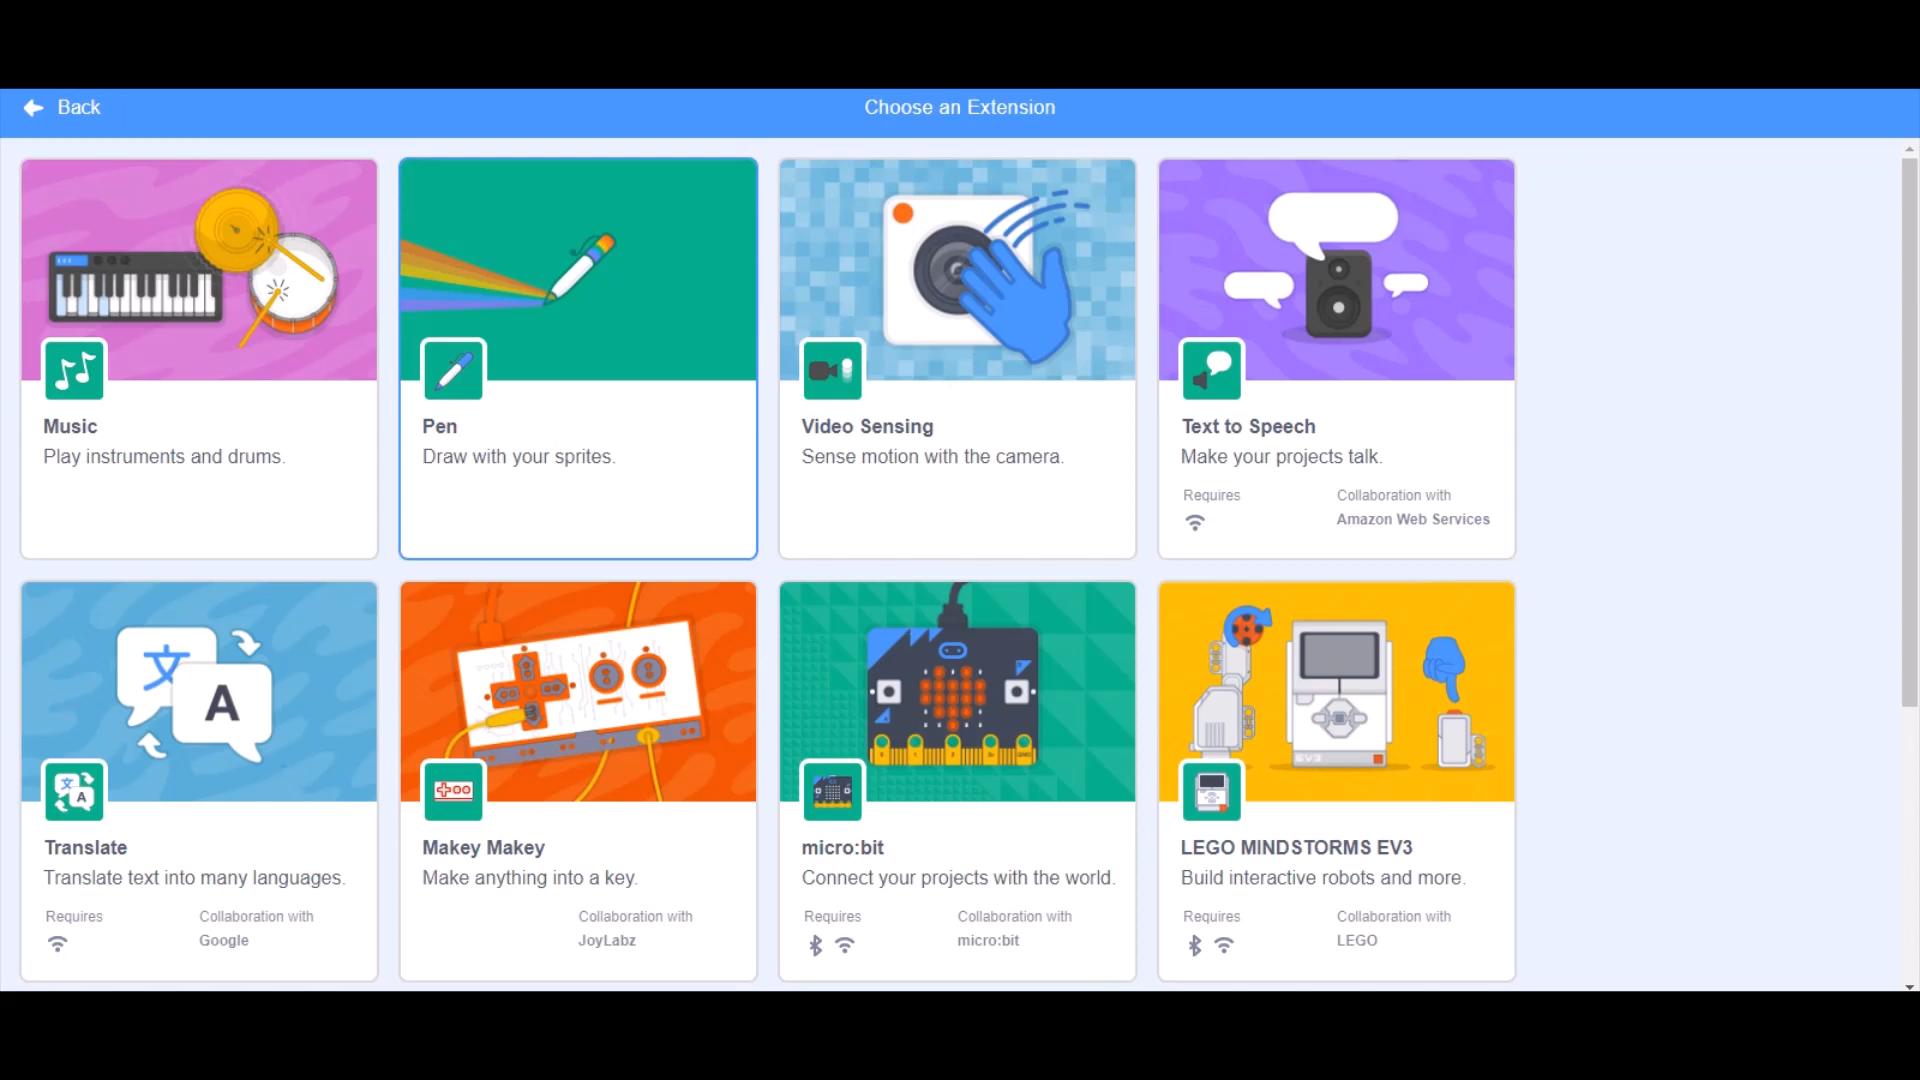 Back
Choose an Extension
Music
Play instruments and drums.
Pen
Draw with your sprites.
Video Sensing
Sense motion with the camera.
Text to Speech
Make your projects talk.
Requires
Collaboration with
Amazon Web Services
文
A
文
A
Translate
Translate text into many languages.
Requires
Collaboration with
Google
Makey Makey
Make anything into a key.
Collaboration with
JoyLabz
micro:bit
Connect your projects with the world.
Requires
Collaboration with
micro:bit
EV3
LEGO MINDSTORMS EV3
Build interactive robots and more.
Requires
Collaboration with
LEGO